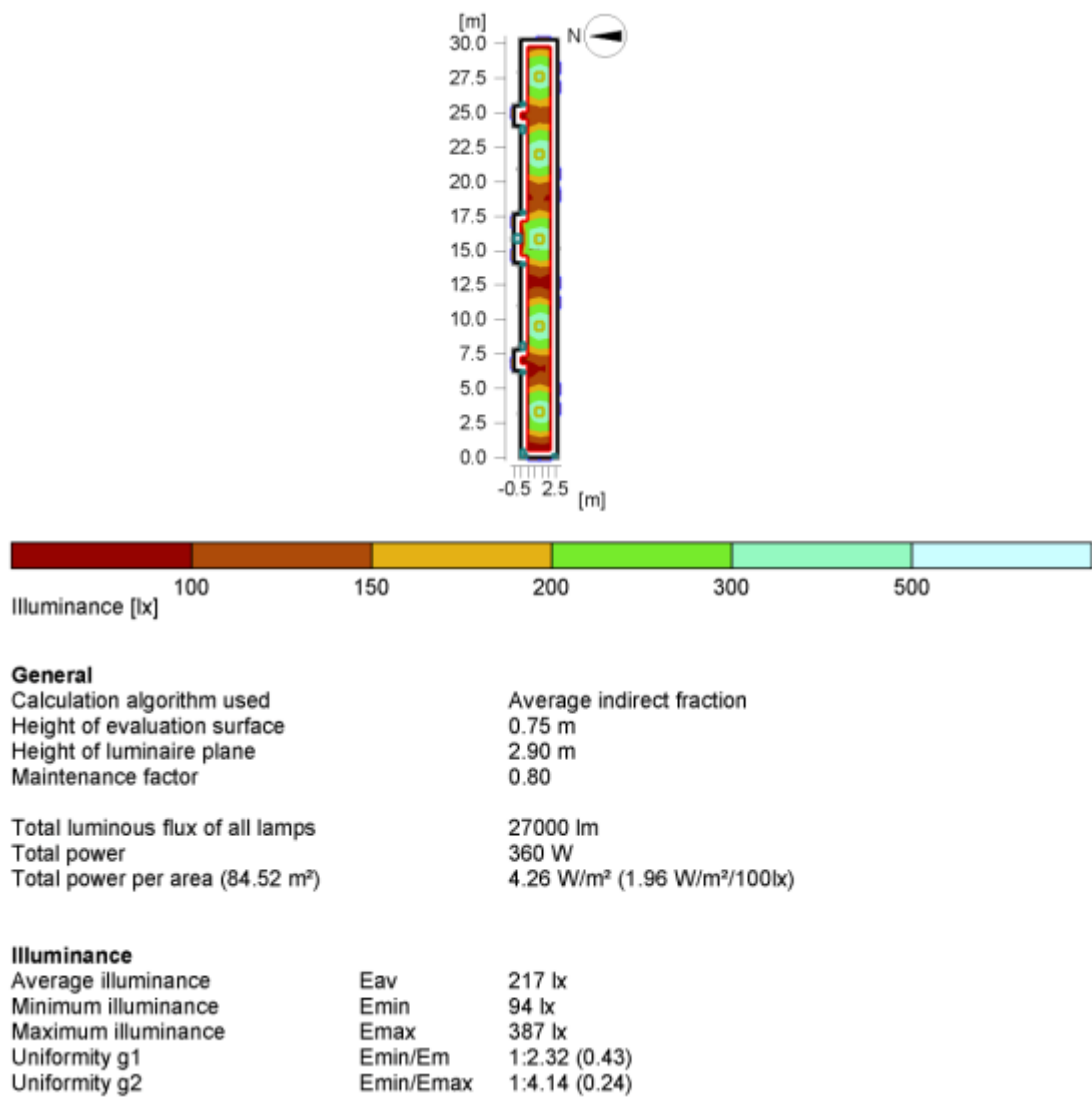 [m]
N
30.0
27.5
25.0
22.5
20.0
17.5
15.0
12.5
10.0
7.5
5.0
2.5
0.0
-0.5 2.5
[m]
100 150 200 300 500
Illuminance [lx]
General
Calculation algorithm used Average indirect fraction
Height of evaluation surface 0.75 m
Height of luminaire plane 2.90 m
Maintenance factor 0.80
Total luminous flux of all lamps 27000 lm
Total power 360 W
Total power per area (84.52 m²) 4.26 W/m² (1.96 W/m²/100lx)
Illuminance
Average illuminance Eav 217 lx
Minimum illuminance Emin 94 lx
Maximum illuminance Emax 387 lx
Uniformity g1 Emin/Em 1:2.32 (0.43)
Uniformity g2 Emin/Emax 1:4.14 (0.24)